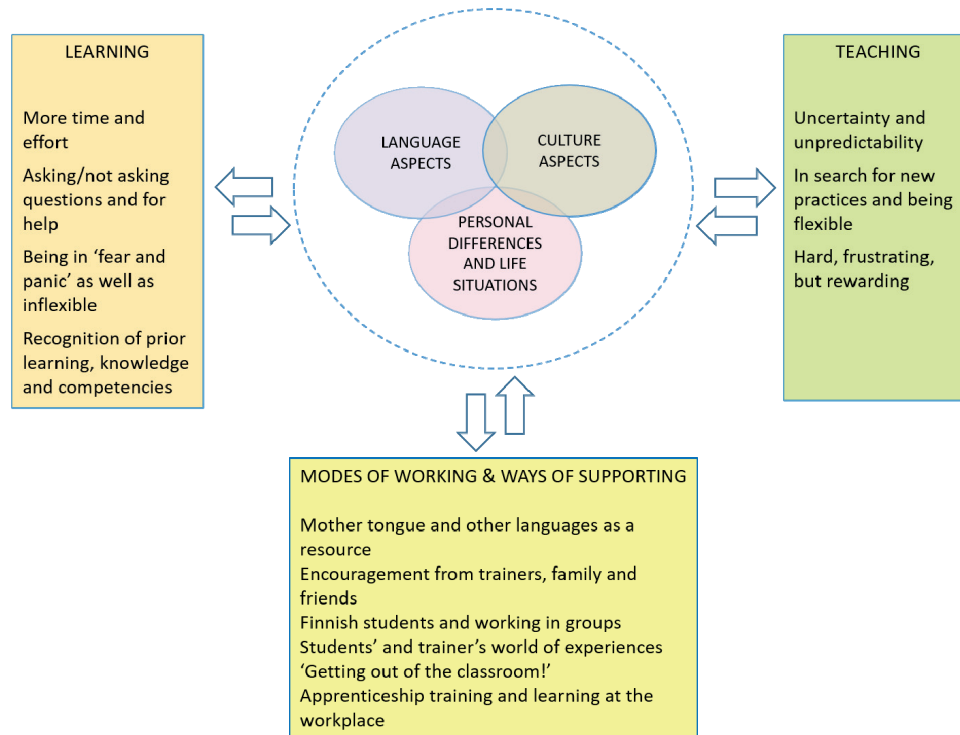 LEARNING
More time and
effort
Asking/not asking
questions and for
help
Being in ‘fear and
panic’ as well as
inflexible
Recognition of prior
learning, knowledge
and competencies
LANGUAGE
ASPECTS
CULTURE
ASPECTS
PERSONAL
DIFFERENCES
AND LIFE
SITUATIONS
TEACHING
Uncertainty and
unpredictability
In search for new
practices and being
flexible
Hard, frustrating,
but rewarding
MODES OF WORKING & WAYS OF SUPPORTING
Mother tongue and other languages as a
resource
Encouragement from trainers, family and
friends
Finnish students and working in groups
Students’ and trainer’s world of experiences
‘Getting out of the classroom!’
Apprenticeship training and learning at the
workplace